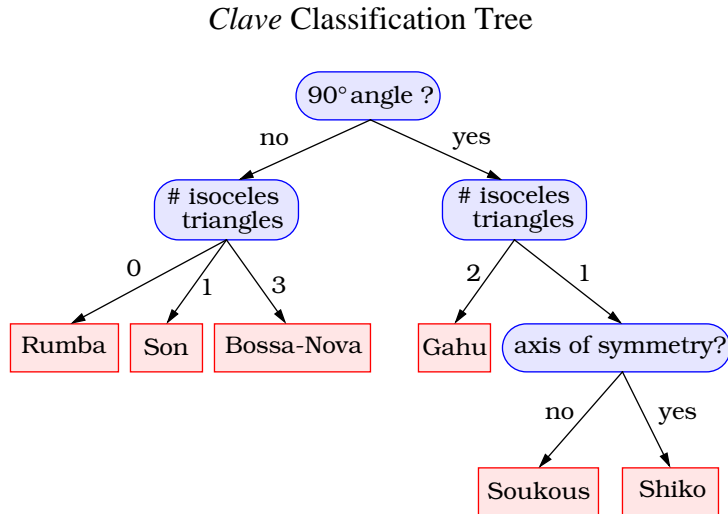 Clave Classification Tree
90° angle ?
no
yes
# isoceles
triangles
# isoceles
triangles
0
1
3
2
1
Rumba
Son
Bossa-Nova
Gahu
axis of symmetry?
no
yes
Soukous
Shiko